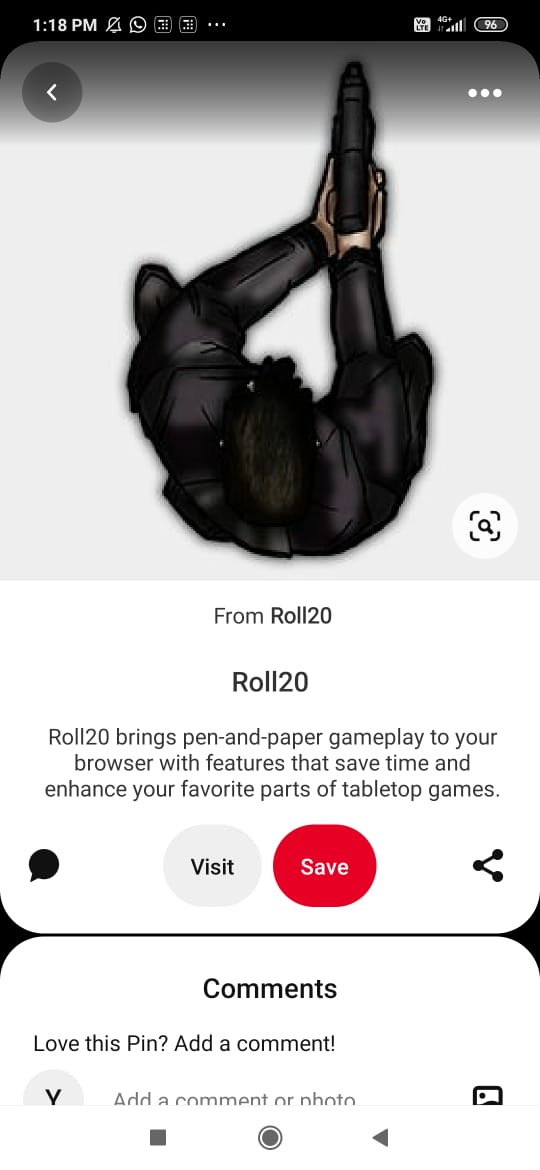 1:18 PM
Vo LTE 4G+ 96
From Roll20
Roll20
Roll20 brings pen-and-paper gameplay to your
browser with features that save time and
enhance your favorite parts of tabletop games.
Visit Save
Comments
Love this Pin? Add a comment!
Y Add a comment or photo